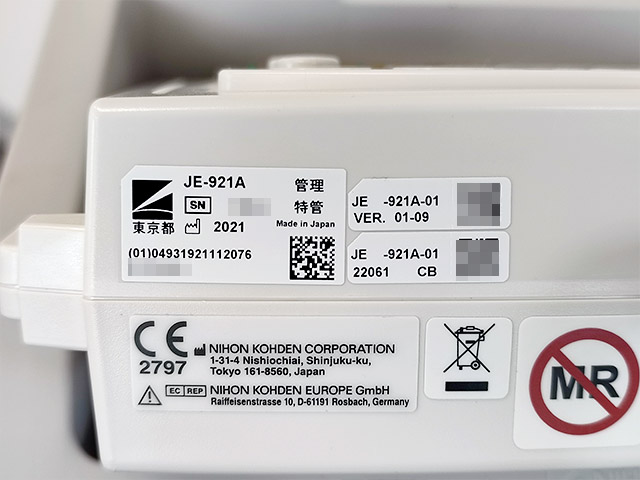 JE-921A
管理
SN
特管
東京都
2021
Made in Japan
(01)04931921112076
JE -921A-01
VER. 01-09
JE -921A-01
22061 CB
CE
2797
NIHON KOHDEN CORPORATION
1-31-4 Nishiochiai, Shinjuku-ku,
Tokyo 161-8560, Japan
EC REP
NIHON KOHDEN EUROPE GmbH
Raiffeisenstrasse 10, D-61191 Rosbach, Germany
MR